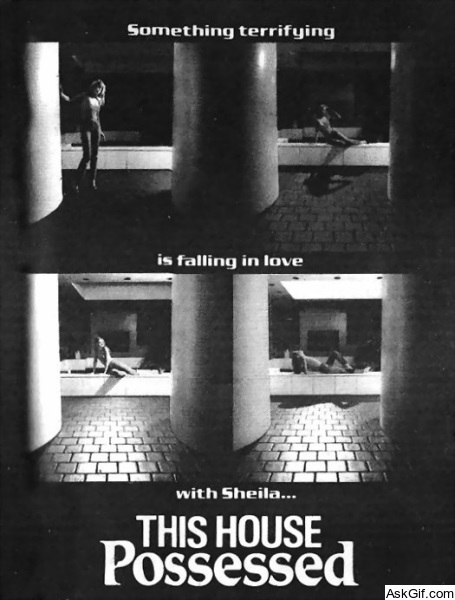 Something terrifying
is falling in love
with Sheila...
THIS HOUSE
Possessed
AskGif.com